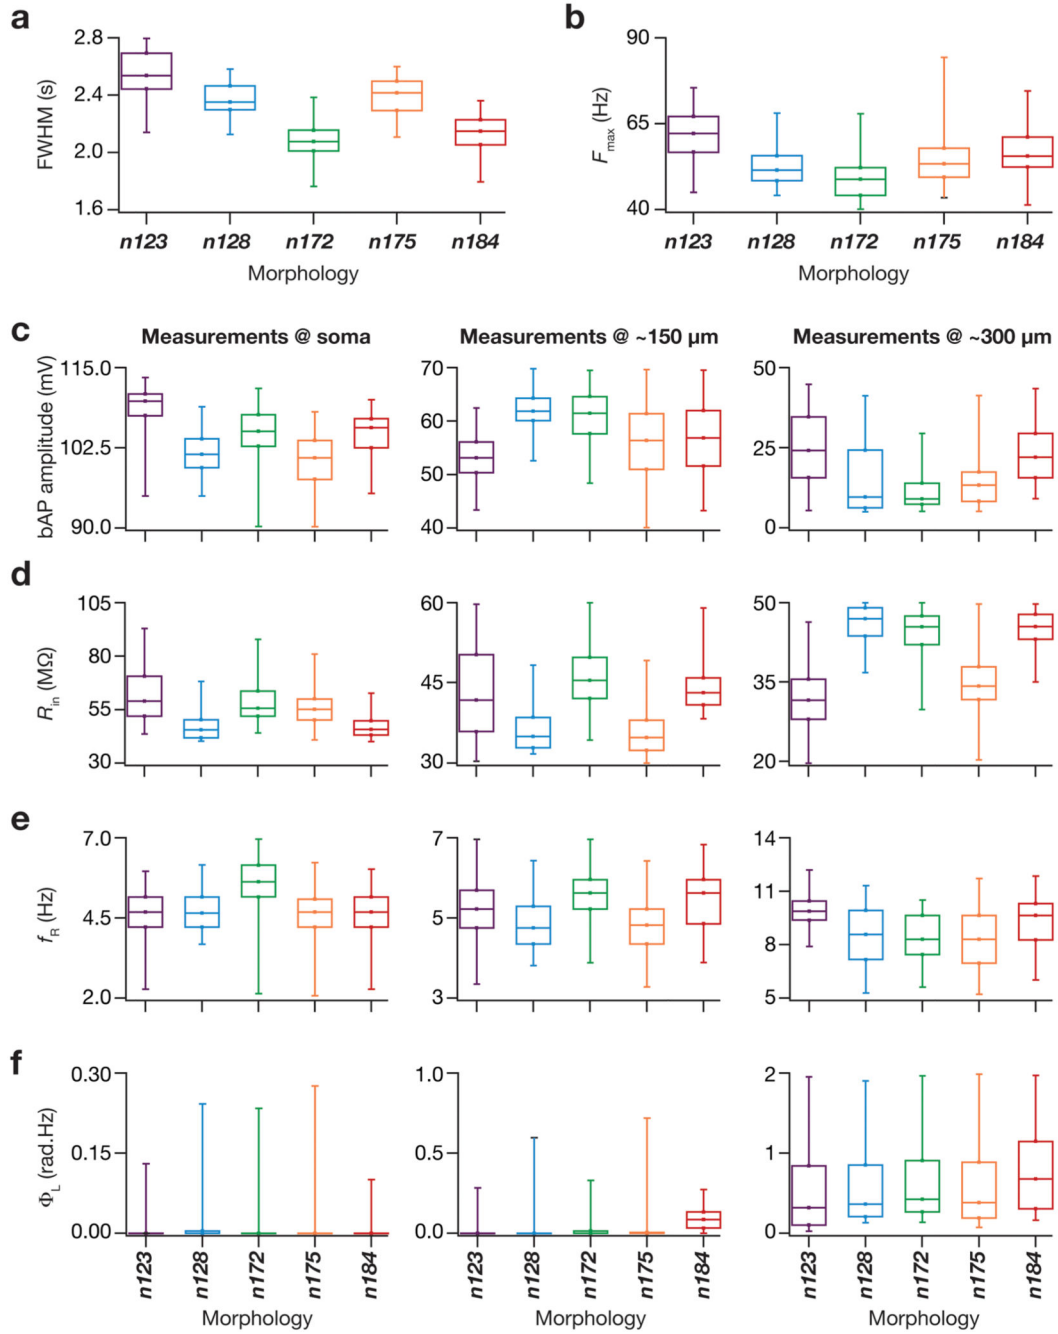 a
b
2.8
2.4
2.0
1.6
FWHM (s)
n123
n128
n172
n175
n184
Morphology
90
65
40
Fmax (Hz)
n123
n128
n172
n175
n184
Morphology
c
Measurements @ soma
Measurements @ ~150 µm
Measurements @ ~300 µm
bAP amplitude (mV)
115.0
102.5
90.0
70
60
50
40
50
25
0
d
Rin (MΩ)
105
80
55
30
60
45
30
50
35
20
e
fR (Hz)
7.0
4.5
2.0
7
5
3
14
11
8
5
f
ΦL (rad.Hz)
0.30
0.15
0.00
1.0
0.5
0.0
2
1
0
n123
n128
n172
n175
n184
Morphology
n123
n128
n172
n175
n184
Morphology
n123
n128
n172
n175
n184
Morphology